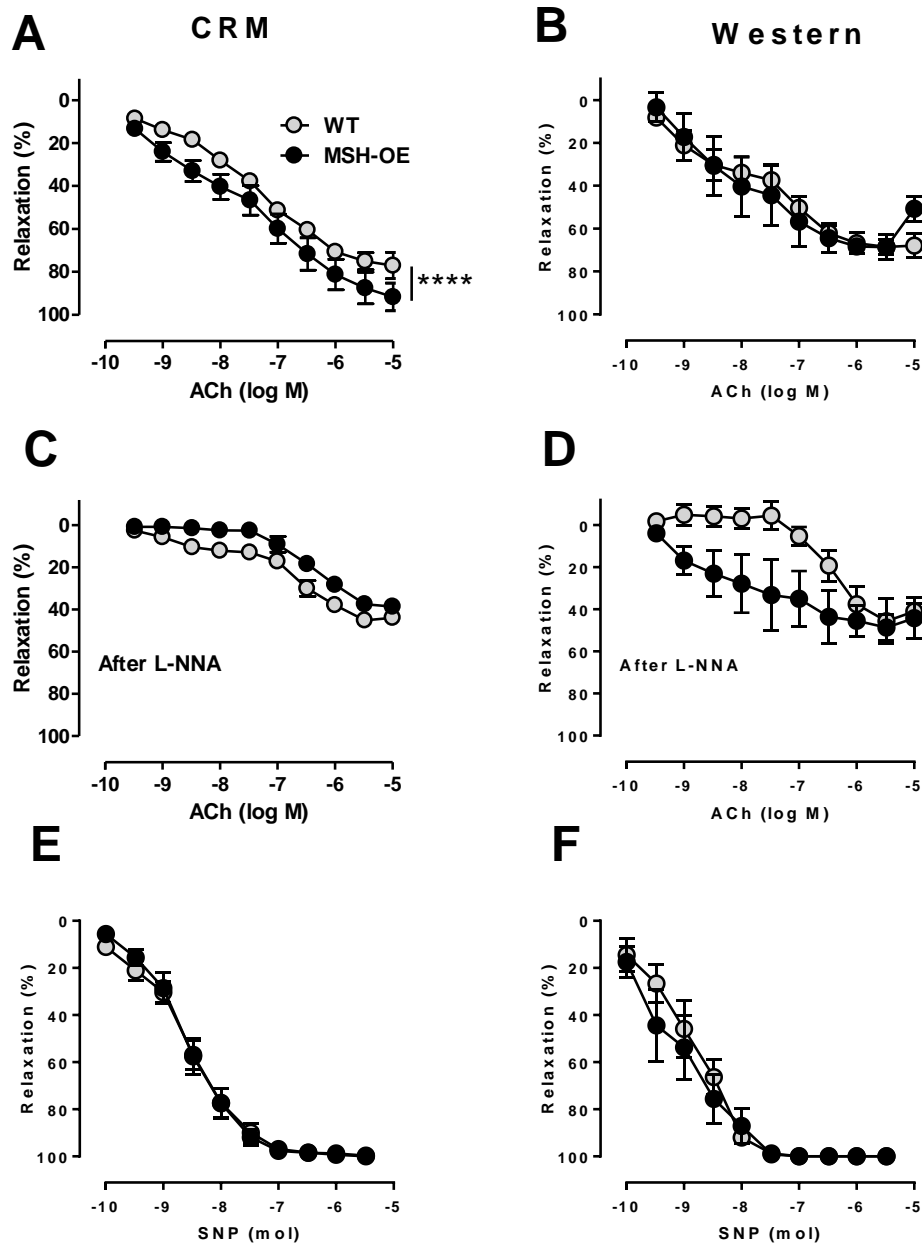 A
CRM
B
Western
0
20
40
60
80
100
Relaxation (%)
WT
MSH-OE
****
-10 -9 -8 -7 -6 -5
ACh (log M)
0
20
40
60
80
100
Relaxation (%)
-10 -9 -8 -7 -6 -5
ACh (log M)
C
0
20
40
60
80
100
Relaxation (%)
After L-NNA
-10 -9 -8 -7 -6 -5
ACh (log M)
D
0
20
40
60
80
100
Relaxation (%)
After L-NNA
-10 -9 -8 -7 -6 -5
ACh (log M)
E
0
20
40
60
80
100
Relaxation (%)
-10 -9 -8 -7 -6 -5
SNP (mol)
F
0
20
40
60
80
100
Relaxation (%)
-10 -9 -8 -7 -6 -5
SNP (mol)